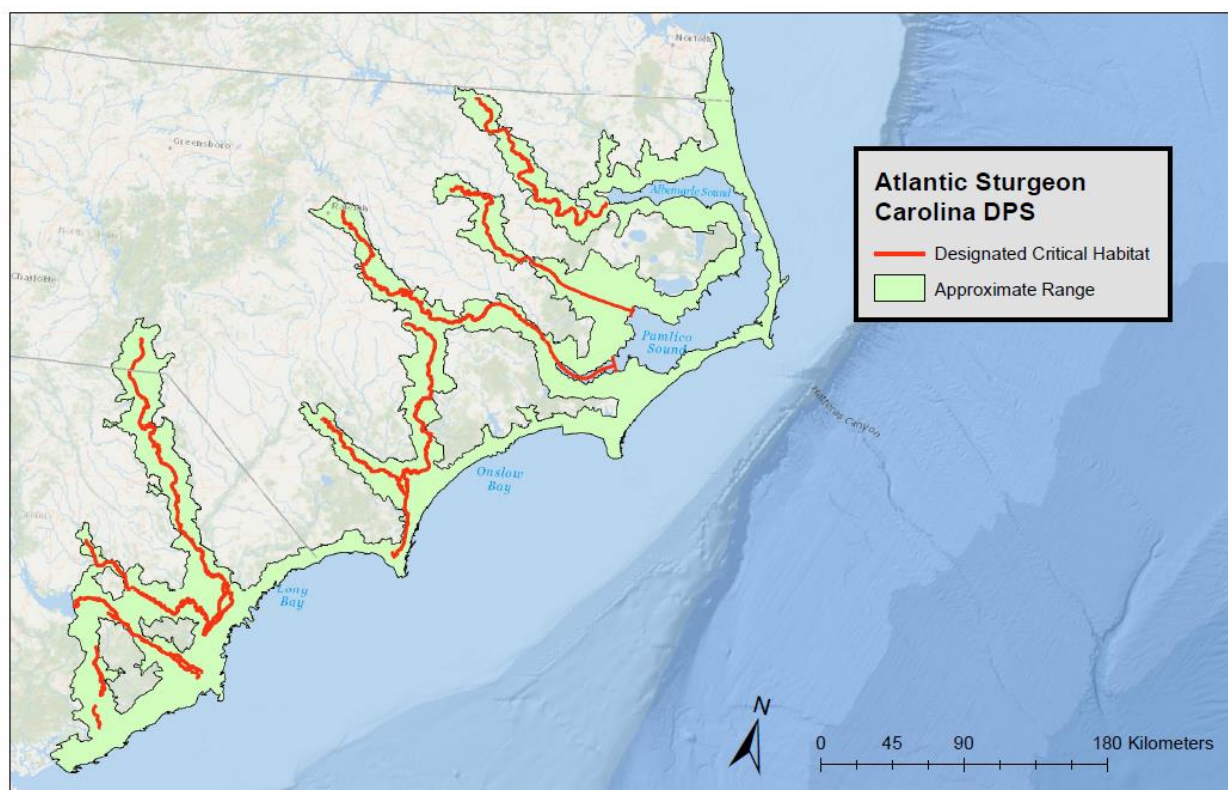 Norfolk
Greensboro
Albemarle Sound
Atlantic Sturgeon
Carolina DPS
Designated Critical Habitat
Approximate Range
Charlotte
Pamlico
Sound
Hatteras Canyon
Onslow
Bay
Long
Bay
N
0 45 90 180 Kilometers